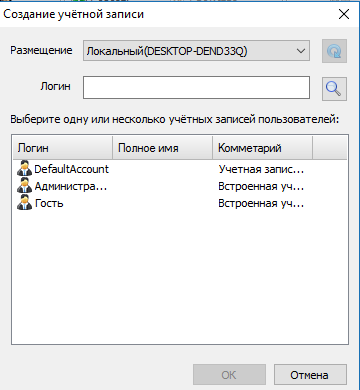 Создание учётной записи
Размещение Локальный(DESKTOP-DEND33Q)
Логин
Выберите одну или несколько учётных записей пользователей:
Логин Полное имя Комметарий
DefaultAccount Учетная запис...
Администра... Встроенная уч...
Гость Встроенная уч...
OK Отмена